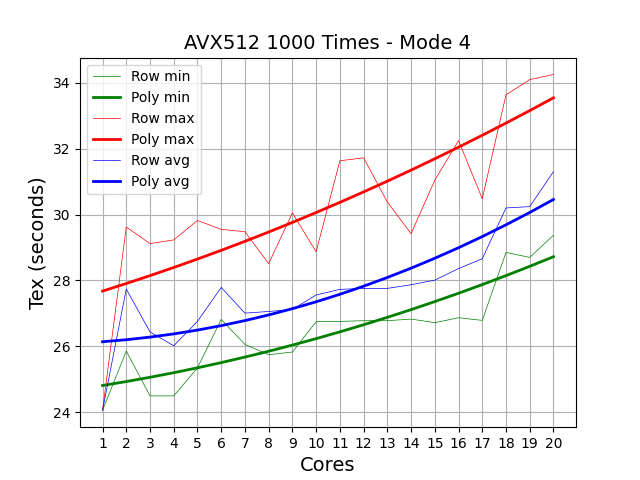 AVX512 1000 Times - Mode 4
Row min
Poly min
Row max
Poly max
Row avg
Poly avg
Tex (seconds)
34
32
30
28
26
24
1 2 3 4 5 6 7 8 9 10 11 12 13 14 15 16 17 18 19 20
Cores